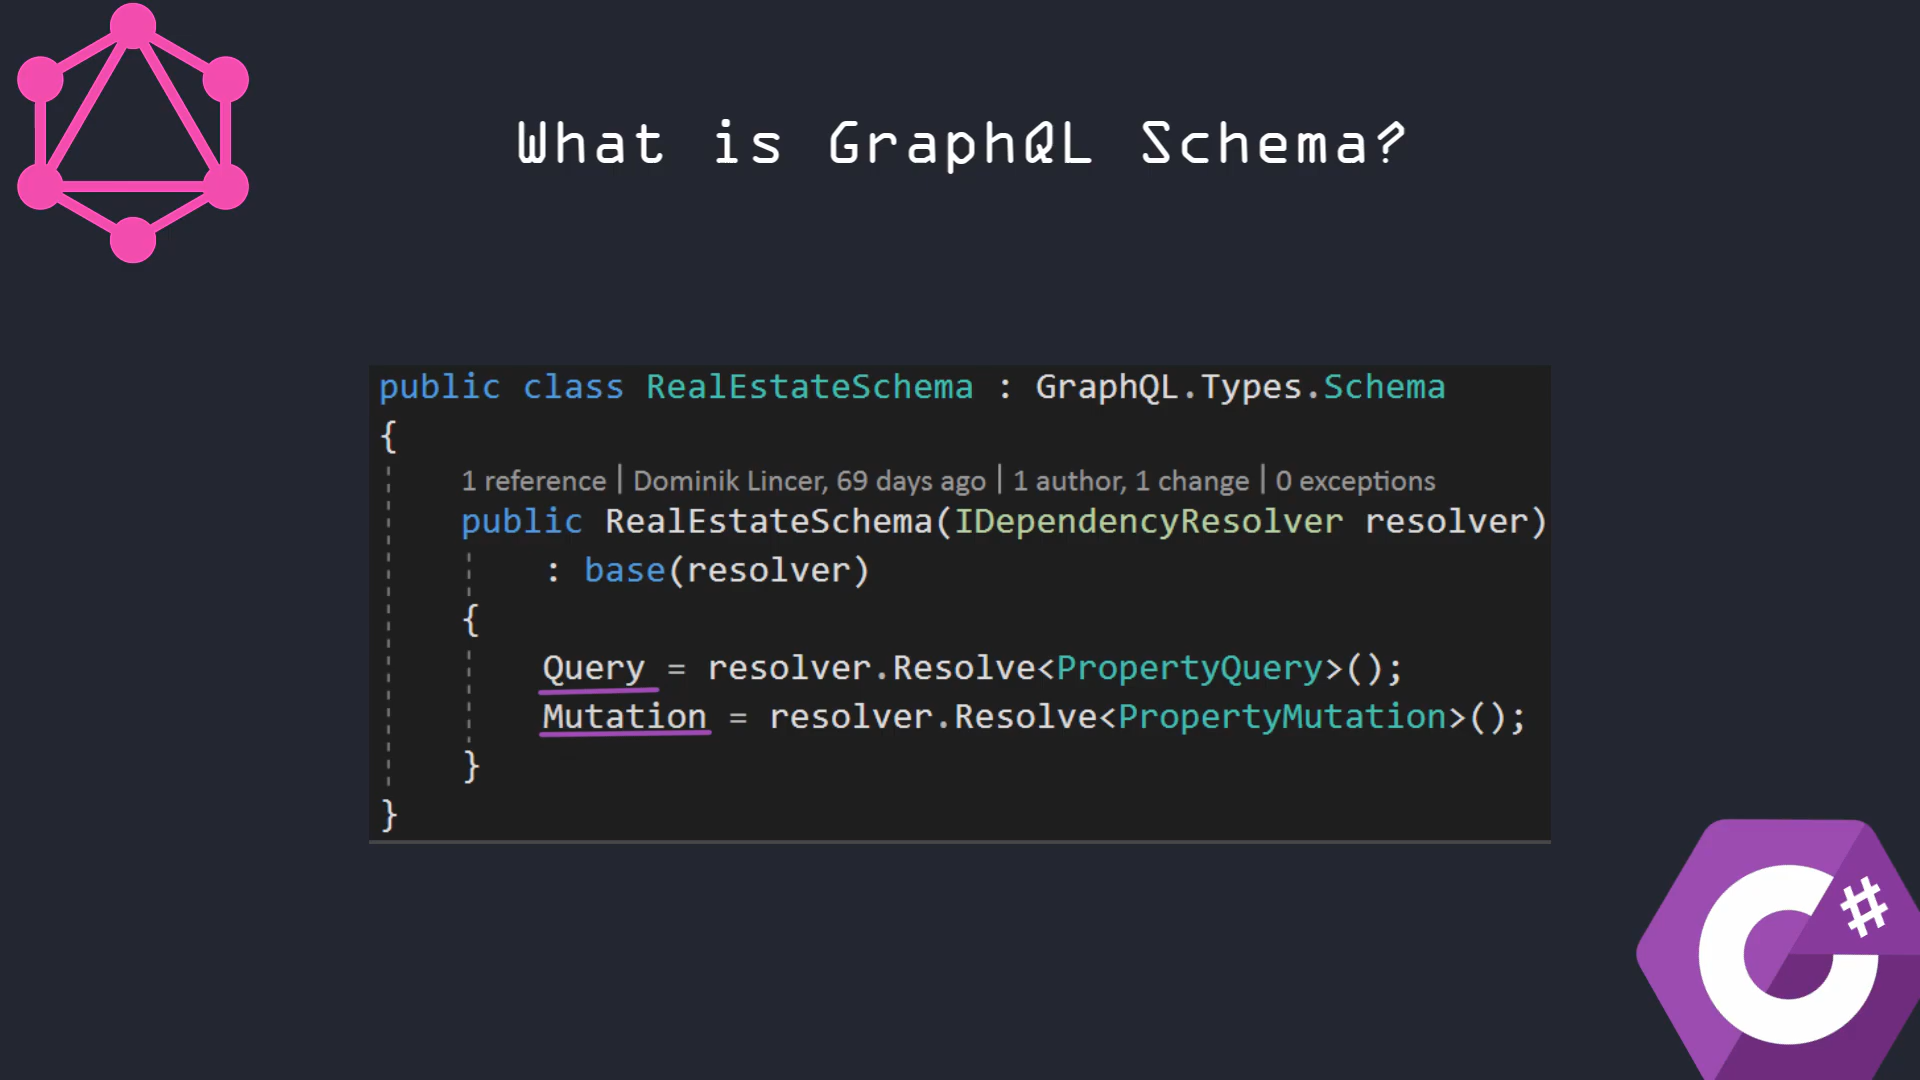 What is GraphQL Schema?
public class RealEstateSchema : GraphQL.Types.Schema
{
1 reference | Dominik Lincer, 69 days ago | 1 author, 1 change | 0 exceptions
public RealEstateSchema(IDependencyResolver resolver)
: base(resolver)
{
Query = resolver.Resolve<PropertyQuery>();
Mutation = resolver.Resolve<PropertyMutation>();
}
}
C#